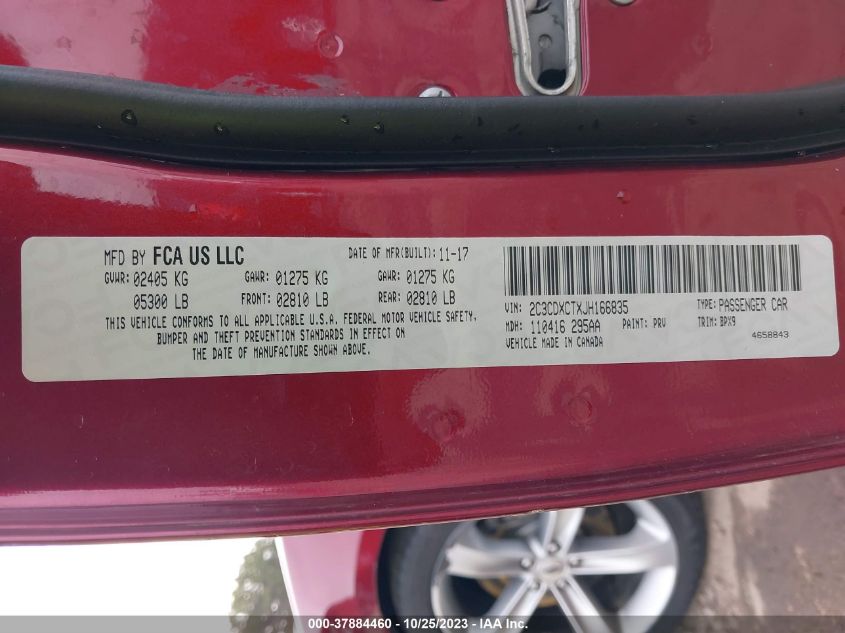 MFD BY FCA US LLC DATE OF MFR(BUILT): 11-17
GVWR: 02405 KG GAWR: 01275 KG GAWR: 01275 KG
05300 LB FRONT: 02810 LB REAR: 02810 LB
THIS VEHICLE CONFORMS TO ALL APPLICABLE U.S.A. FEDERAL MOTOR VEHICLE SAFETY,
BUMPER AND THEFT PREVENTION STANDARDS IN EFFECT ON
THE DATE OF MANUFACTURE SHOWN ABOVE.
VIN: 2C3CDXCTXJH166835 TYPE: PASSENGER CAR
MDH: 110416 295AA PAINT: PRV TRIM: BPX9
VEHICLE MADE IN CANADA 4658843
000-37884460 - 10/25/2023 - IAA Inc.